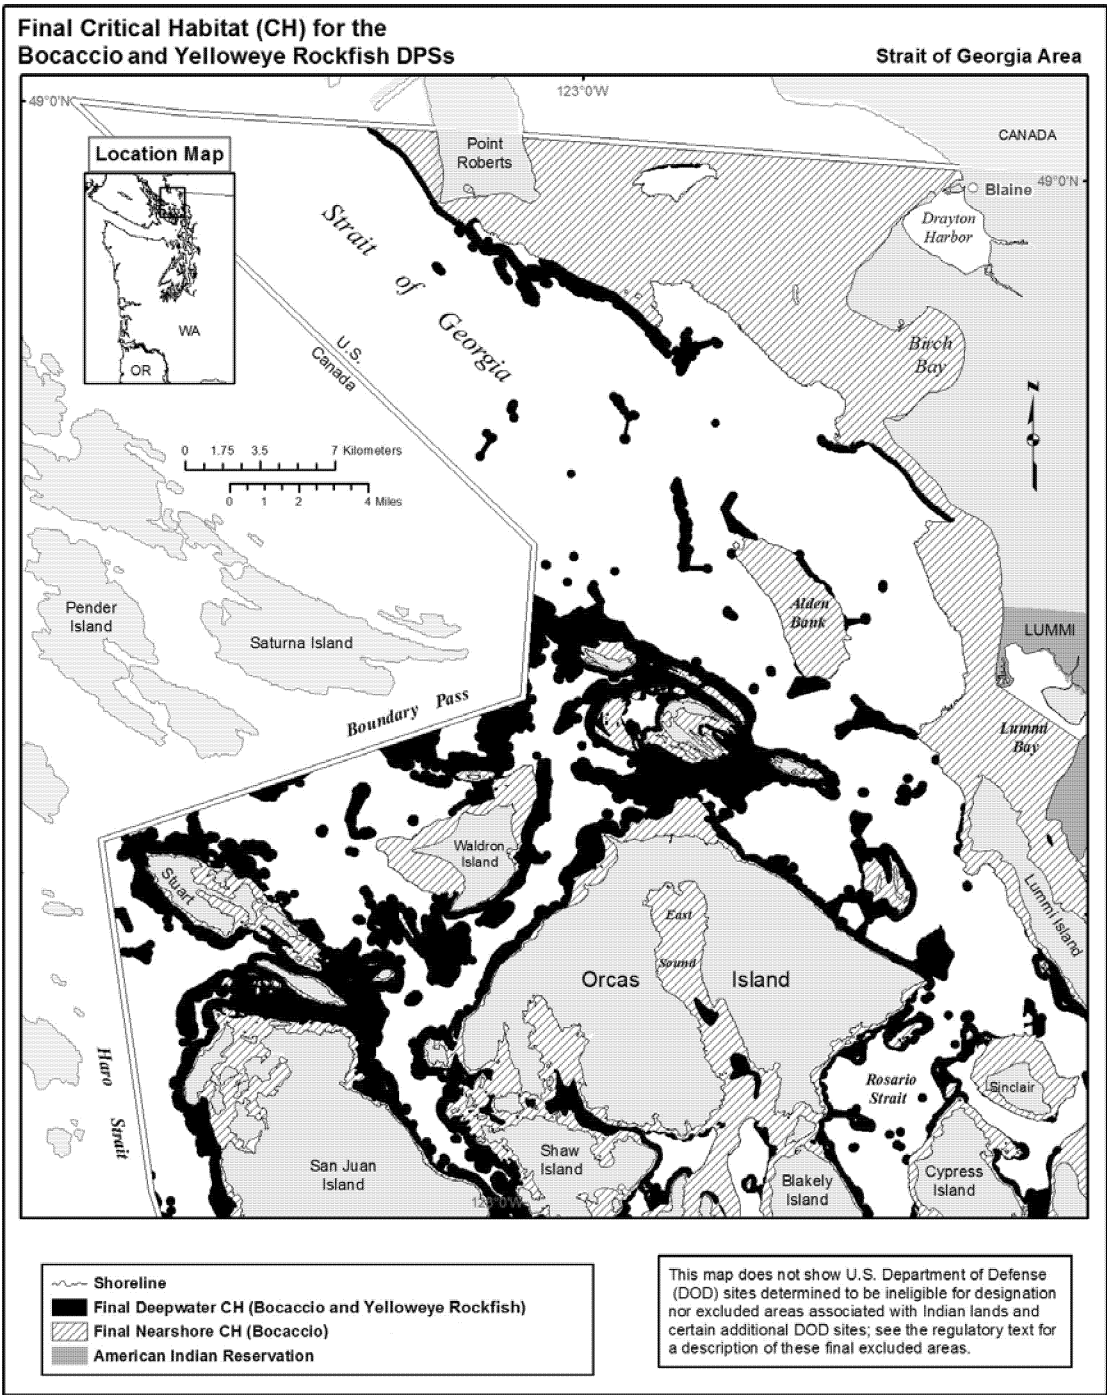 Final Critical Habitat (CH) for the
Bocaccio and Yelloweye Rockfish DPSs
Strait of Georgia Area
49°0'N
123°0'W
CANADA
Point
Roberts
Location Map
49°0'N
Blaine
Drayton
Harbor
Strait
of
Georgia
WA
OR
U.S.
Canada
Birch
Bay
N
0 1.75 3.5 7 Kilometers
0 1 2 4 Miles
Pender
Island
Saturna Island
Alden
Bank
LUMMI
Boundary Pass
Lummi
Bay
Waldron
Island
Stuart
East
Sound
Lummi Island
Orcas Island
Haro
Strait
Rosario
Strait
Sinclair
San Juan
Island
Shaw
Island
Blakely
Island
Cypress
Island
123°0'W
Shoreline
Final Deepwater CH (Bocaccio and Yelloweye Rockfish)
Final Nearshore CH (Bocaccio)
American Indian Reservation
This map does not show U.S. Department of Defense
(DOD) sites determined to be ineligible for designation
nor excluded areas associated with Indian lands and
certain additional DOD sites; see the regulatory text for
a description of these final excluded areas.